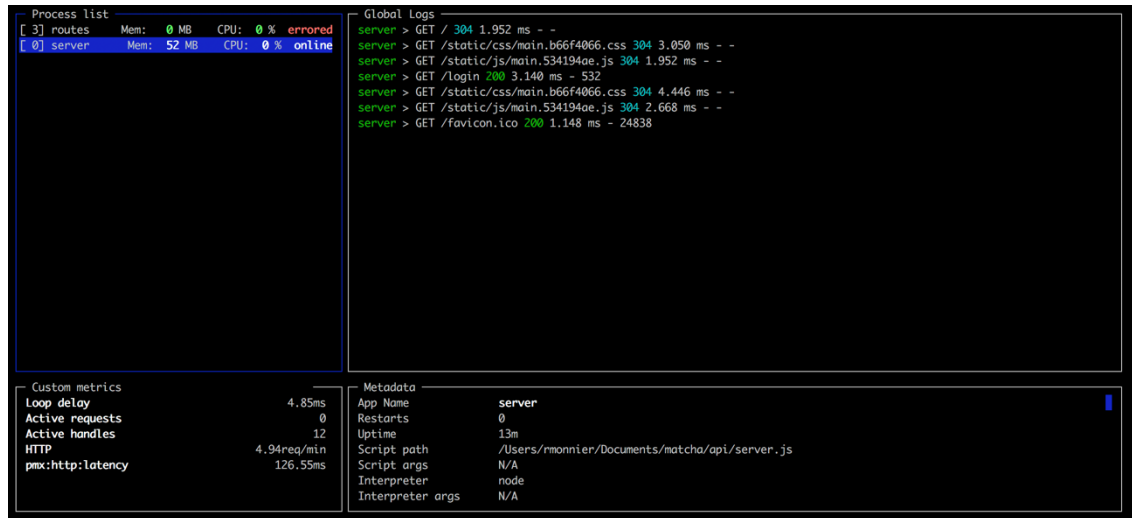 Process list
[ 3] routes Mem: 0 MB CPU: 0 % errored
[ 0] server Mem: 52 MB CPU: 0 % online
Global Logs
server > GET / 304 1.952 ms - -
server > GET /static/css/main.b66f4066.css 304 3.050 ms - -
server > GET /static/js/main.534194ae.js 304 1.952 ms - -
server > GET /login 200 3.140 ms - 532
server > GET /static/css/main.b66f4066.css 304 4.446 ms - -
server > GET /static/js/main.534194ae.js 304 2.668 ms - -
server > GET /favicon.ico 200 1.148 ms - 24838
Custom metrics
Loop delay 4.85ms
Active requests 0
Active handles 12
HTTP 4.94req/min
pmx:http:latency 126.55ms
Metadata
App Name server
Restarts 0
Uptime 13m
Script path /Users/rmonnier/Documents/matcha/api/server.js
Script args N/A
Interpreter node
Interpreter args N/A